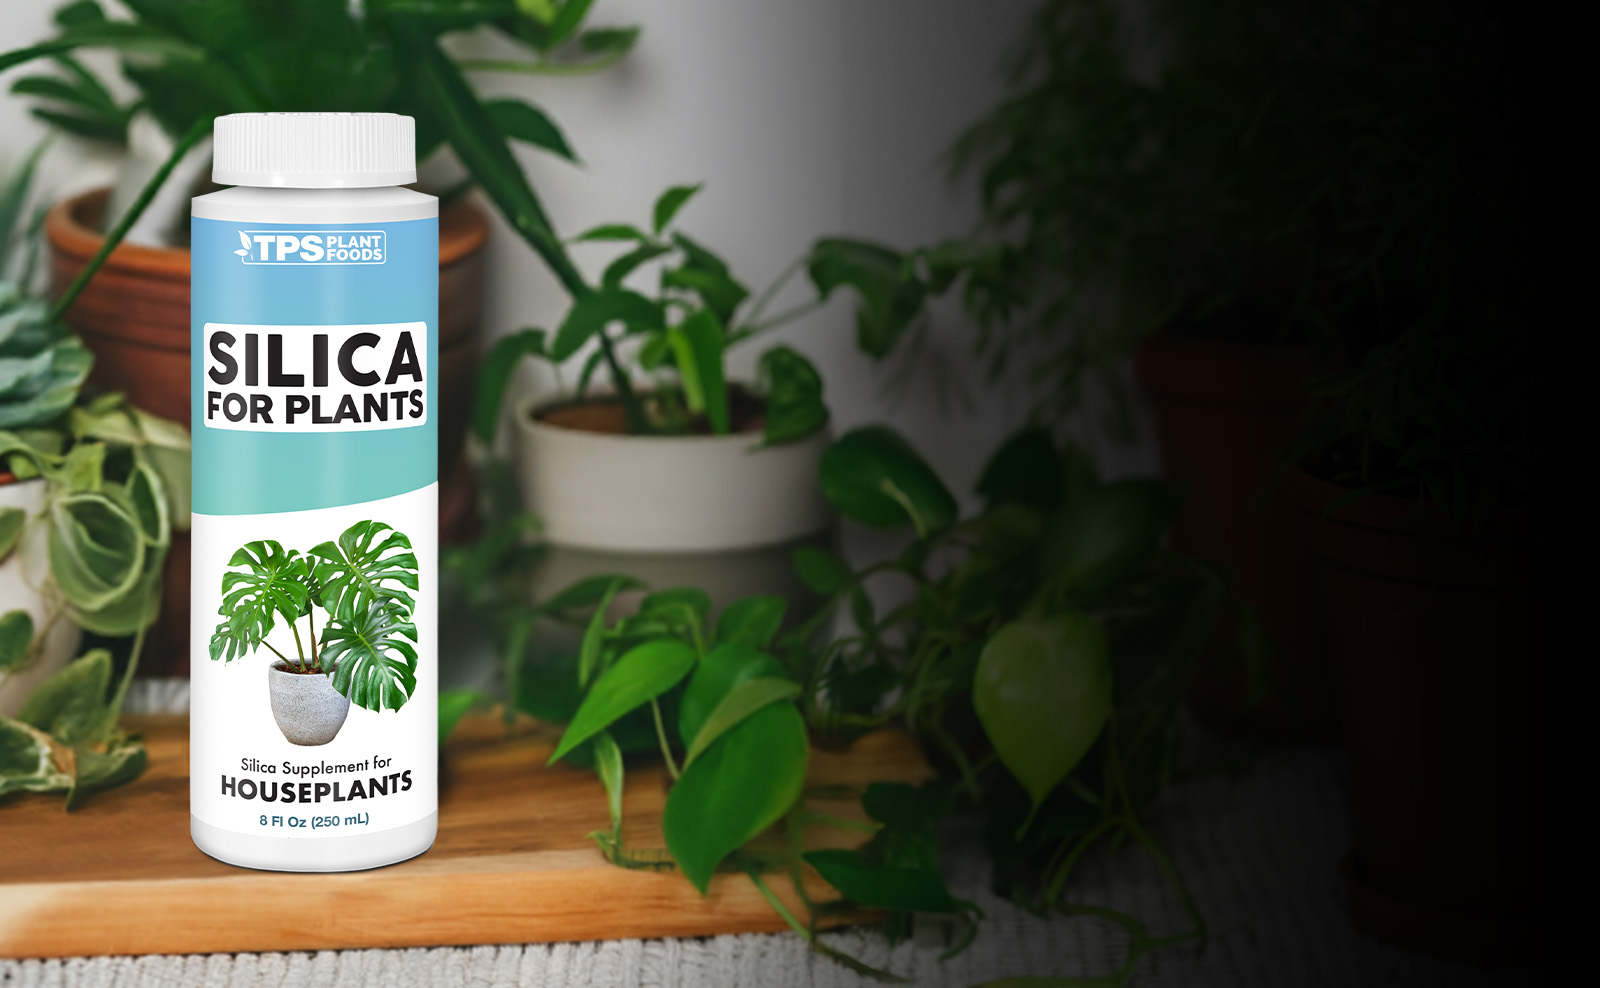 TPS PLANT FOODS
SILICA
FOR PLANTS
Silica Supplement for
HOUSEPLANTS
8 Fl Oz (250 mL)